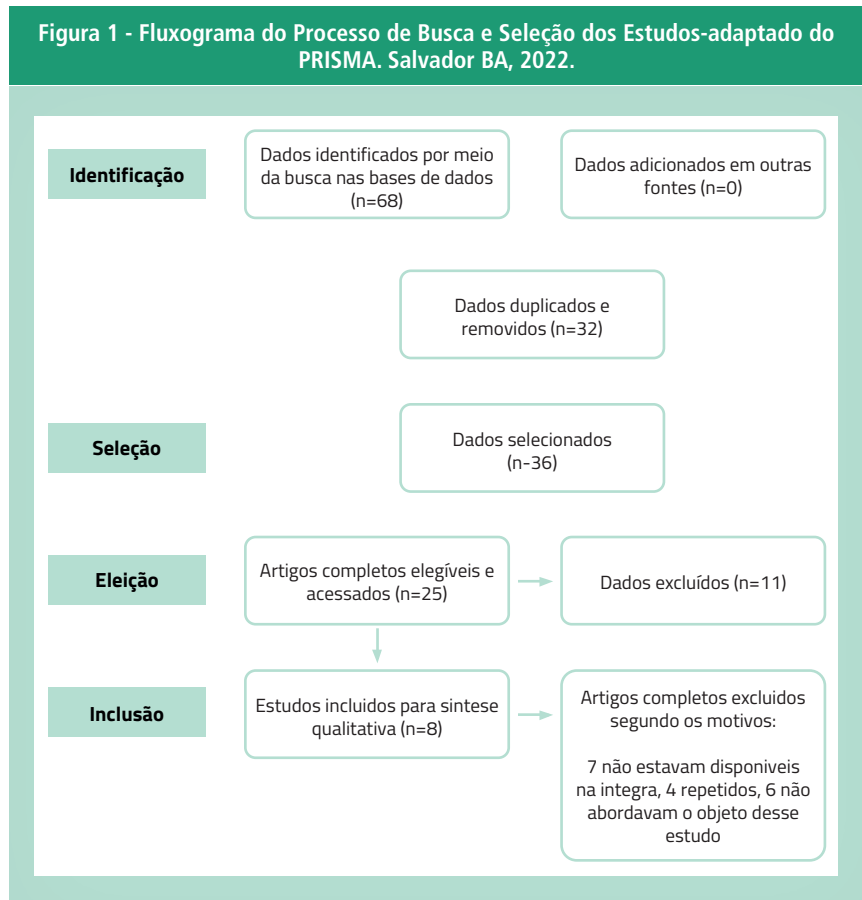 Figura 1 - Fluxograma do Processo de Busca e Seleção dos Estudos-adaptado do
PRISMA. Salvador BA, 2022.
Identificação
Dados identificados por meio
da busca nas bases de dados
(n=68)
Dados adicionados em outras
fontes (n=0)
Dados duplicados e
removidos (n=32)
Seleção
Dados selecionados
(n-36)
Eleição
Artigos completos elegíveis e
acessados (n=25)
Dados excluídos (n=11)
Inclusão
Estudos incluidos para sintese
qualitativa (n=8)
Artigos completos excluidos
segundo os motivos:
7 não estavam disponiveis
na integra, 4 repetidos, 6 não
abordavam o objeto desse
estudo